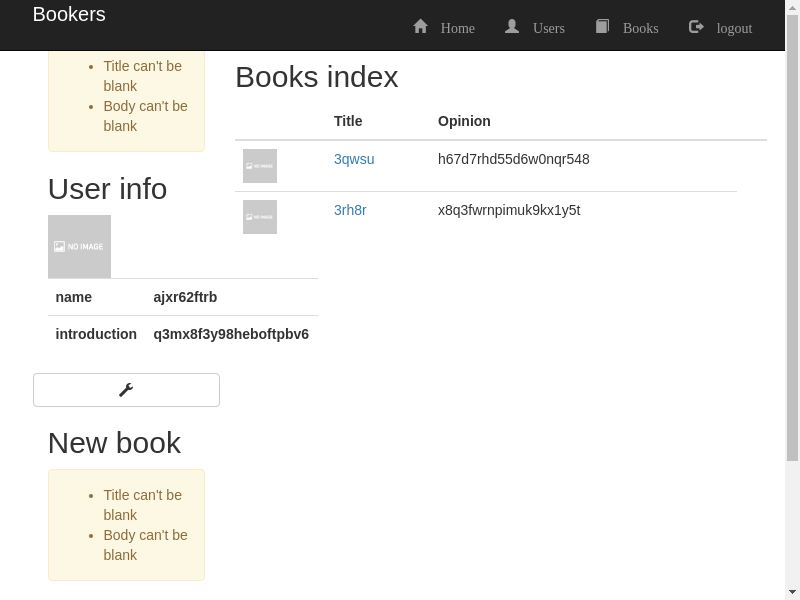 Bookers
Home Users Books logout
Title can't be
blank
Body can't be
blank
User info
NO IMAGE
name ajxr62ftrb
introduction q3mx8f3y98heboftpbv6
New book
Title can't be
blank
Body can't be
blank
Books index
Title Opinion
NO IMAGE 3qwsu h67d7rhd55d6w0nqr548
NO IMAGE 3rh8r x8q3fwrnpimuk9kx1y5t